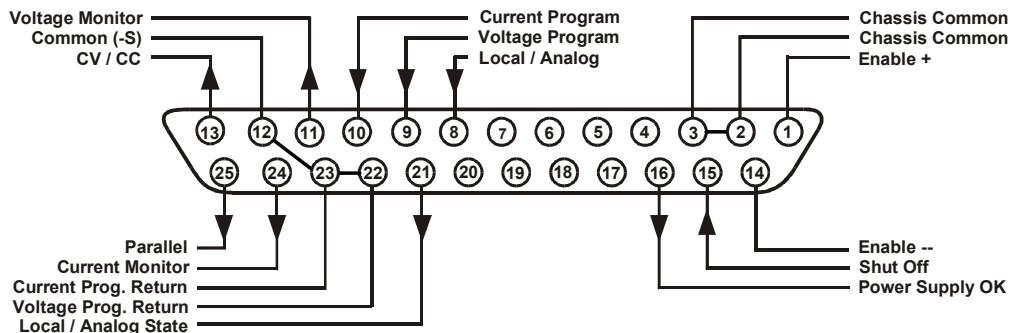 Voltage Monitor
Common (-S)
CV / CC
Current Program
Voltage Program
Local / Analog
Chassis Common
Chassis Common
Enable +
13 12 11 10 9 8 7 6 5 4 3 2 1
25 24 23 22 21 20 19 18 17 16 15 14
Parallel
Current Monitor
Current Prog. Return
Voltage Prog. Return
Local / Analog State
Enable --
Shut Off
Power Supply OK